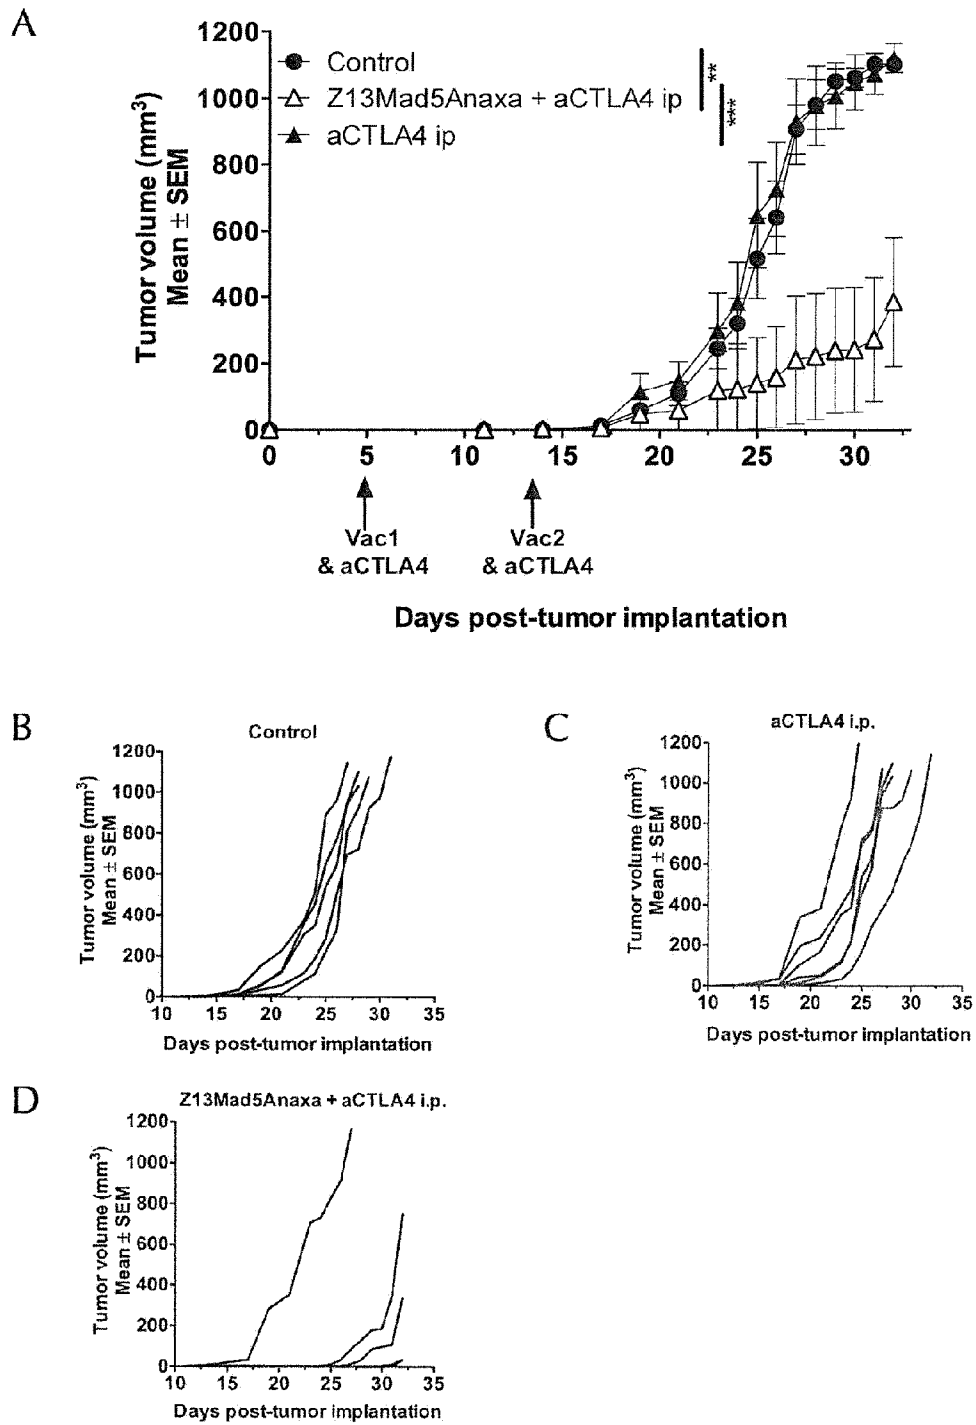 A
1200
1000
800
600
400
200
0
Tumor volume (mm3)
Mean ± SEM
Control
Z13Mad5Anaxa + aCTLA4 ip
aCTLA4 ip
**
***
0 5 10 15 20 25 30
Vac1
& aCTLA4
Vac2
& aCTLA4
Days post-tumor implantation
B
Control
1200
1000
800
600
400
200
0
Tumor volume (mm3)
Mean ± SEM
10 15 20 25 30 35
Days post-tumor implantation
C
aCTLA4 i.p.
1200
1000
800
600
400
200
0
Tumor volume (mm3)
Mean ± SEM
10 15 20 25 30 35
Days post-tumor implantation
D
Z13Mad5Anaxa + aCTLA4 i.p.
1200
1000
800
600
400
200
0
Tumor volume (mm3)
Mean ± SEM
10 15 20 25 30 35
Days post-tumor implantation